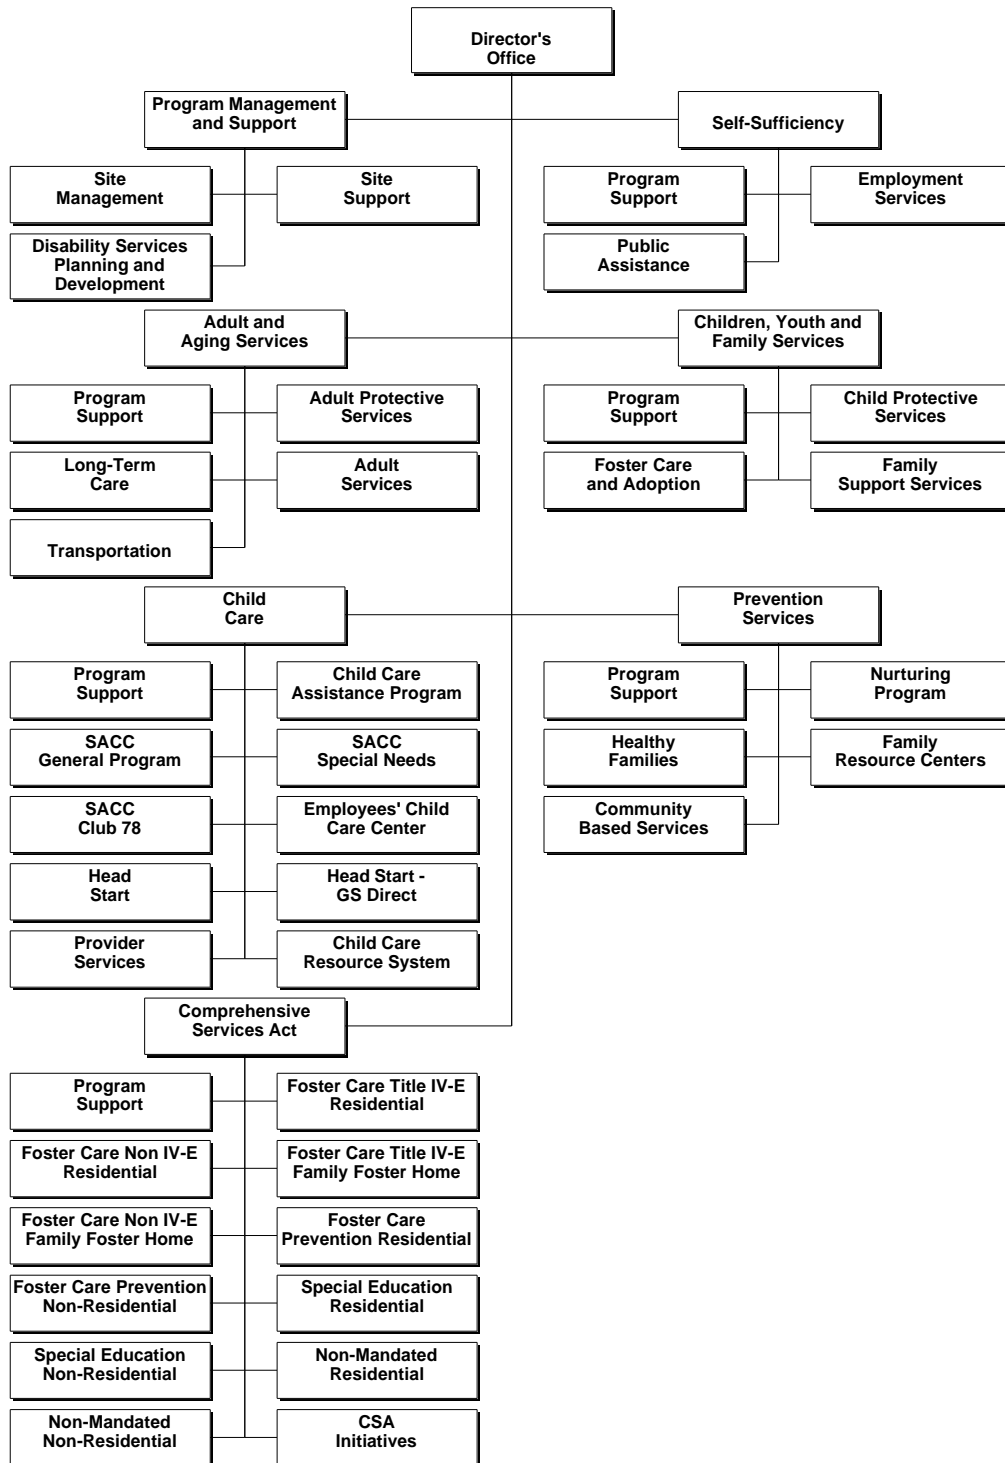 Director's
Office
Program Management
and Support
Self-Sufficiency
Site
Management
Site
Support
Program
Support
Employment
Services
Disability Services
Planning and
Development
Public
Assistance
Adult and
Aging Services
Children, Youth and
Family Services
Program
Support
Adult Protective
Services
Program
Support
Child Protective
Services
Long-Term
Care
Adult
Services
Foster Care
and Adoption
Family
Support Services
Transportation
Child
Care
Prevention
Services
Program
Support
Child Care
Assistance Program
Program
Support
Nurturing
Program
SACC
General Program
SACC
Special Needs
Healthy
Families
Family
Resource Centers
SACC
Club 78
Employees' Child
Care Center
Community
Based Services
Head
Start
Head Start -
GS Direct
Provider
Services
Child Care
Resource System
Comprehensive
Services Act
Program
Support
Foster Care Title IV-E
Residential
Foster Care Non IV-E
Residential
Foster Care Title IV-E
Family Foster Home
Foster Care Non IV-E
Family Foster Home
Foster Care
Prevention Residential
Foster Care Prevention
Non-Residential
Special Education
Residential
Special Education
Non-Residential
Non-Mandated
Residential
Non-Mandated
Non-Residential
CSA
Initiatives